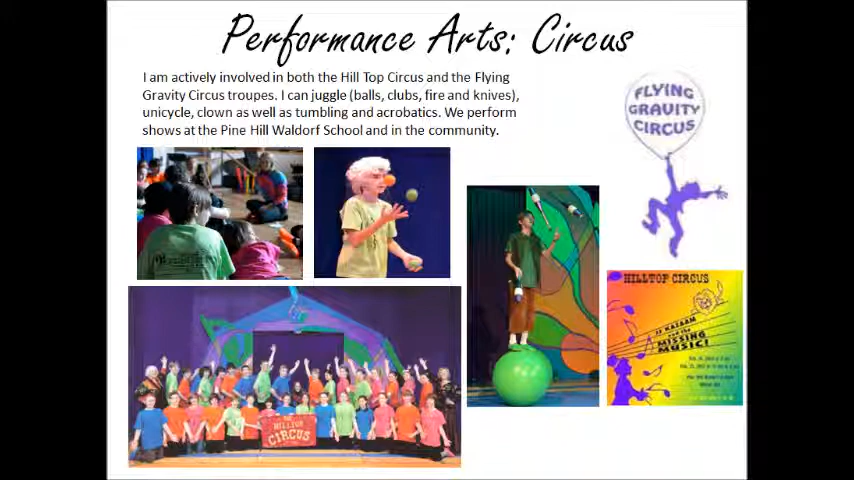 Performance Arts: Circus
I am actively involved in both the Hill Top Circus and the Flying
Gravity Circus troupes. I can juggle (balls, clubs, fire and knives),
unicycle, clown as well as tumbling and acrobatics. We perform
shows at the Pine Hill Waldorf School and in the community.
FLYING
GRAVITY
CIRCUS
HILLTOP CIRCUS
and the
MISSING
MUSIC!
HILLTOP
CIRCUS